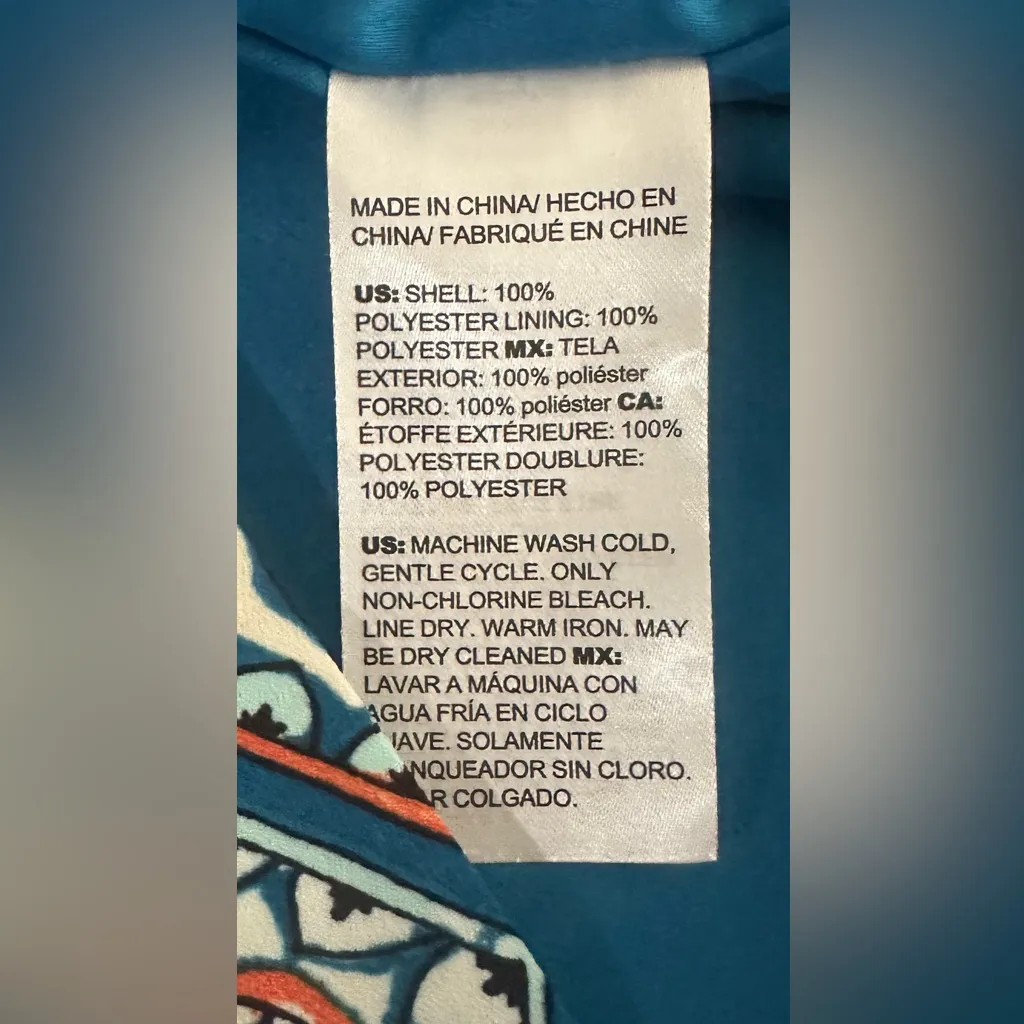 MADE IN CHINA/ HECHO EN
CHINA/ FABRIQUÉ EN CHINE
US: SHELL: 100%
POLYESTER LINING: 100%
POLYESTER MX: TELA
EXTERIOR: 100% poliéster
FORRO: 100% poliéster CA:
ÉTOFFE EXTÉRIEURE: 100%
POLYESTER DOUBLURE:
100% POLYESTER
US: MACHINE WASH COLD,
GENTLE CYCLE. ONLY
NON-CHLORINE BLEACH.
LINE DRY. WARM IRON. MAY
BE DRY CLEANED MX:
LAVAR A MÁQUINA CON
AGUA FRÍA EN CICLO
SOLAMENTE
SIN CLORO.
COLGADO.